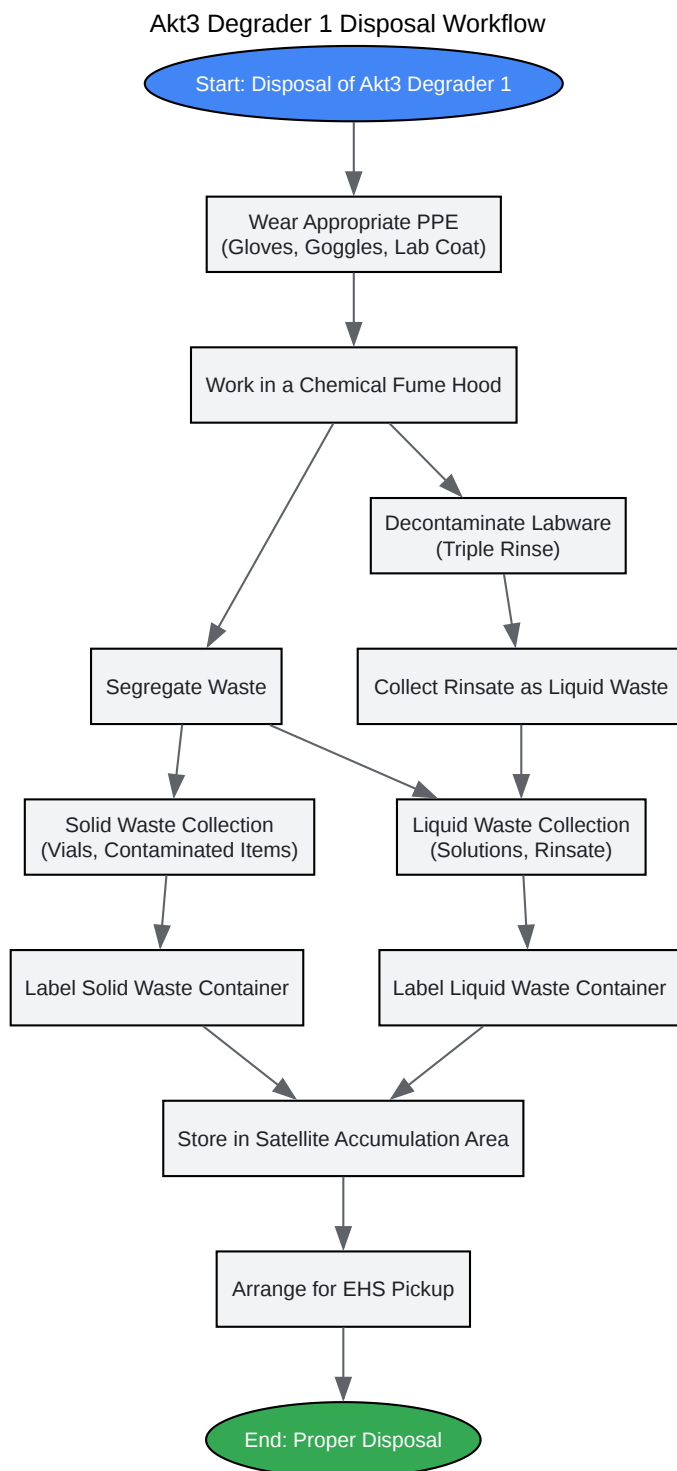 Akt3 Degrader 1 Disposal Workflow
Start: Disposal of Akt3 Degrader 1
Wear Appropriate PPE
(Gloves, Goggles, Lab Coat)
Work in a Chemical Fume Hood
Decontaminate Labware
(Triple Rinse)
Segregate Waste
Collect Rinsate as Liquid Waste
Solid Waste Collection
(Vials, Contaminated Items)
Liquid Waste Collection
(Solutions, Rinsate)
Label Solid Waste Container
Label Liquid Waste Container
Store in Satellite Accumulation Area
Arrange for EHS Pickup
End: Proper Disposal